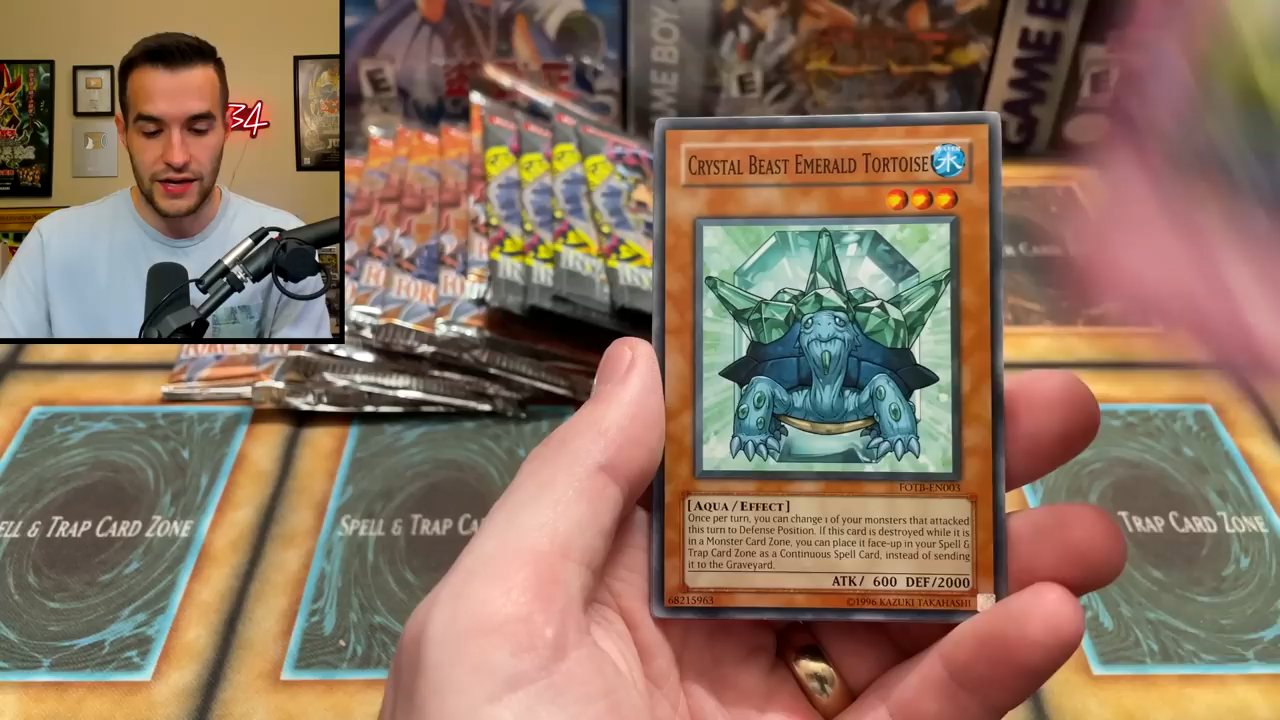 34
E
GAME BOY
E
GAME B
FOR
CRYSTAL BEAST EMERALD TORTOISE
WATER
水
FOTB-EN003
[AQUA/EFFECT]
Once per turn, you can change 1 of your monsters that attacked
this turn to Defense Position. If this card is destroyed while it is
in a Monster Card Zone, you can place it face-up in your Spell &
Trap Card Zone as a Continuous Spell Card, instead of sending
it to the Graveyard.
ATK/ 600 DEF/2000
68215963
©1996 KAZUKI TAKAHASHI
ELL & TRAP CARD ZONE
SPELL & TRAP CA
TRAP CARD ZONE